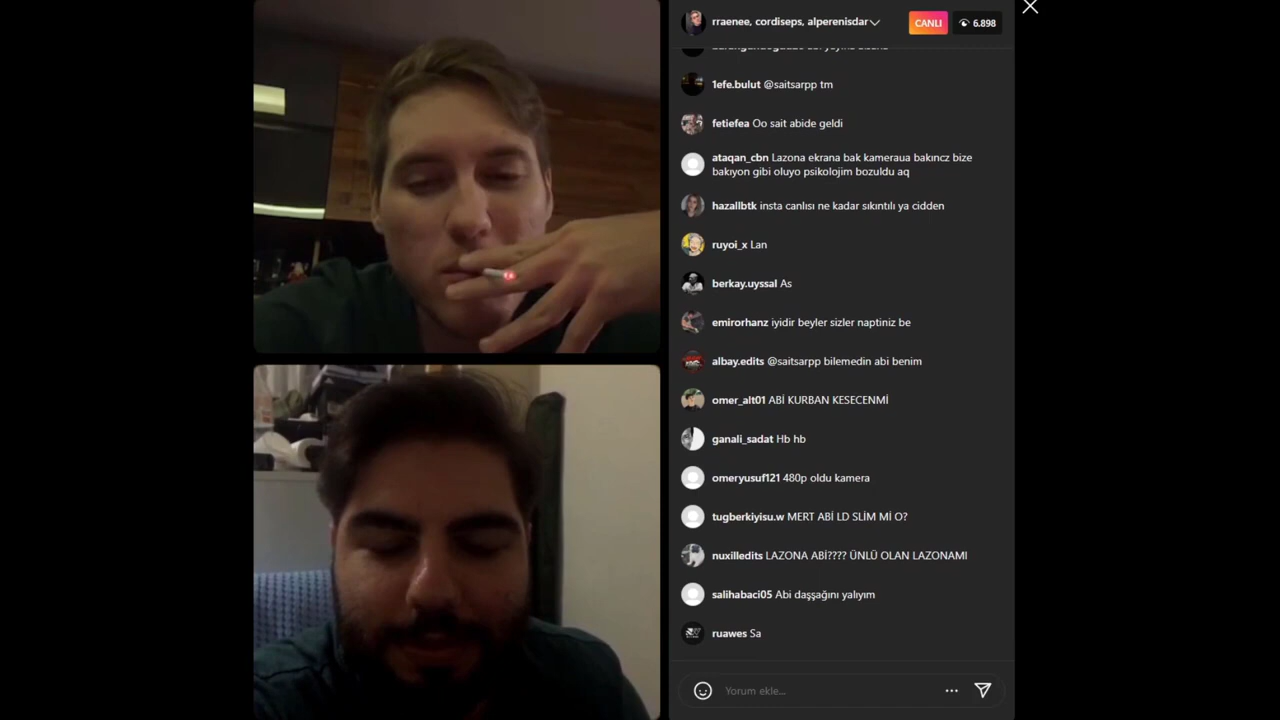 rraenee, cordiseps, alperenisdar
CANLI
6.898
1efe.bulut @saitsarpp tm
fetiefea Oo sait abide geldi
ataqan_cbn Lazona ekrana bak kameraua bakıncz bize
bakıyon gibi oluyo psikolojim bozuldu aq
hazallbtk insta canlısı ne kadar sıkıntılı ya cidden
ruyoi_x Lan
berkay.uyssal As
emirorhanz iyidir beyler sizler naptiniz be
albay.edits @saitsarpp bilemedin abi benim
omer_alt01 ABİ KURBAN KESECENMİ
ganali_sadat Hb hb
omeryusuf121 480p oldu kamera
tugberkiyisu.w MERT ABİ LD SLİM Mİ O?
nuxilledits LAZONA ABİ???? ÜNLÜ OLAN LAZONAMI
salihabaci05 Abi daşşağını yalıyım
ruawes Sa
Yorum ekle...